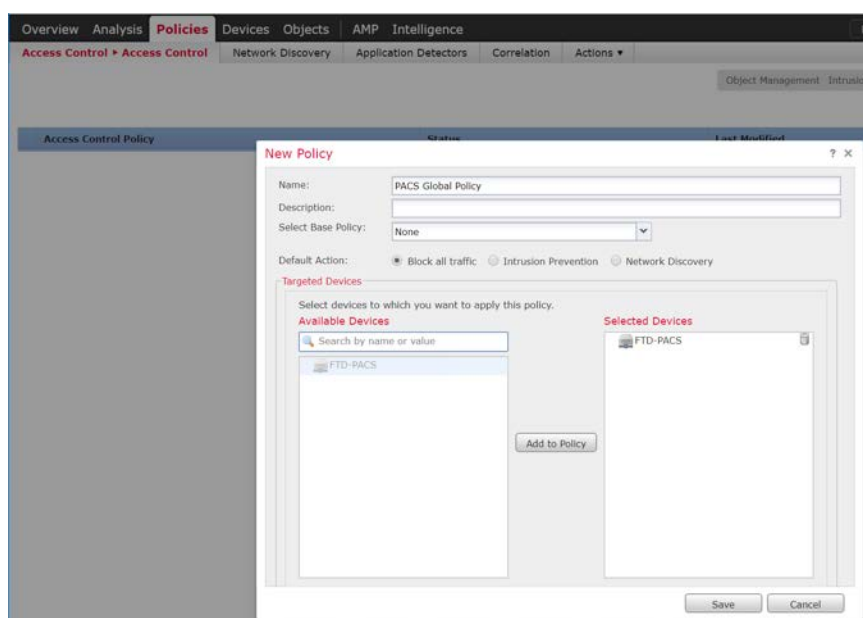 Overview Analysis Policies Devices Objects AMP Intelligence
Access Control ▸ Access Control Network Discovery Application Detectors Correlation Actions ▾
Object Management
Access Control Policy Status Last Modified
New Policy ? X
Name: PACS Global Policy
Description:
Select Base Policy: None
Default Action: Block all traffic Intrusion Prevention Network Discovery
Targeted Devices
Select devices to which you want to apply this policy.
Available Devices Selected Devices
Search by name or value FTD-PACS
FTD-PACS
Add to Policy
Save Cancel